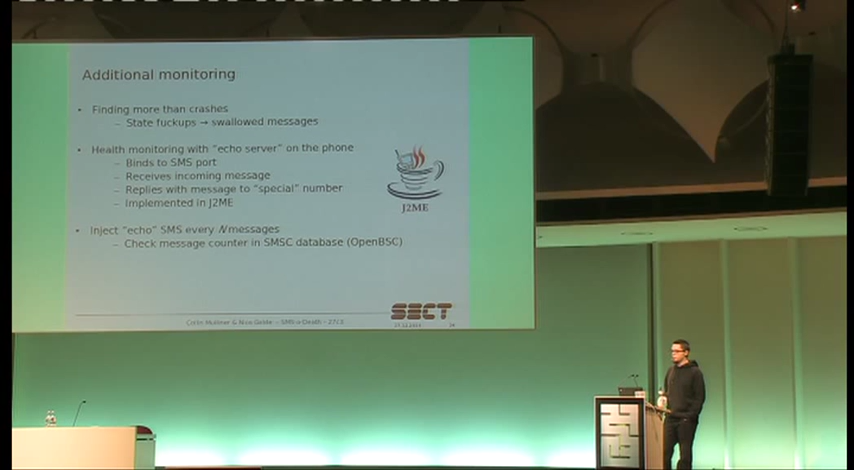 Additional monitoring
• Finding more than crashes
– State fuckups → swallowed messages
• Health monitoring with “echo server” on the phone
– Binds to SMS port
– Receives incoming message
– Replies with message to “special” number
– Implemented in J2ME
J2ME
• Inject “echo” SMS every N messages
– Check message counter in SMSC database (OpenBSC)
SECT
Collin Mulliner & Nico Golde – SMS-o-Death – 27C3